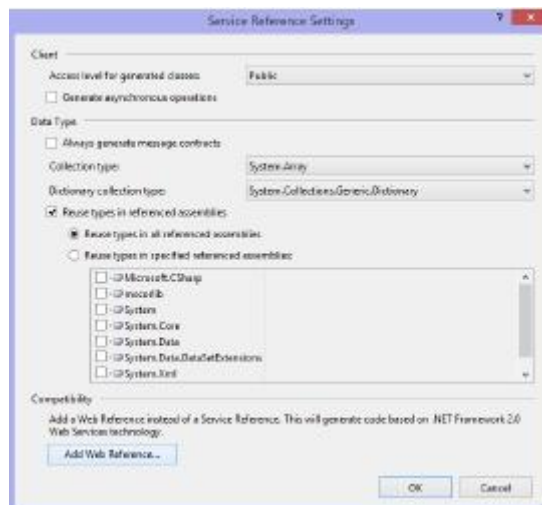 Service Reference Settings
?
Client
Access level for generated classes:
Public
Generate asynchronous operations
Data Type
Always generate message contracts
Collection type:
System.Array
Dictionary collection type:
System.Collections.Generic.Dictionary
Reuse types in referenced assemblies
Reuse types in all referenced assemblies
Reuse types in specified referenced assemblies:
Microsoft.CSharp
mscorlib
System
System.Core
System.Data
System.Data.DataSetExtensions
System.Xml
Compatibility
Add a Web Reference instead of a Service Reference. This will generate code based on .NET Framework 2.0
Web Services technology.
Add Web Reference...
OK
Cancel